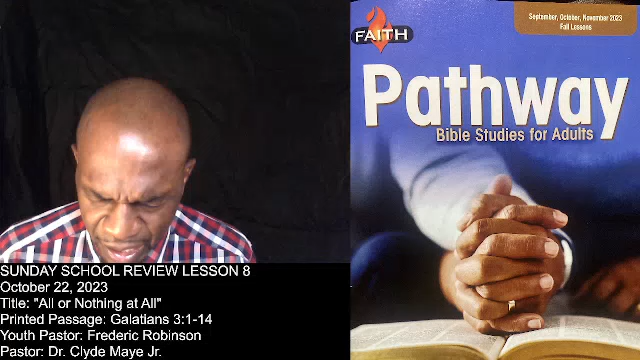 SUNDAY SCHOOL REVIEW LESSON 8
October 22, 2023
Title: "All or Nothing at All"
Printed Passage: Galatians 3:1-14
Youth Pastor: Frederic Robinson
Pastor: Dr. Clyde Maye Jr.
September, October, November 2023
Fall Lessons
FAITH
Pathway
Bible Studies for Adults